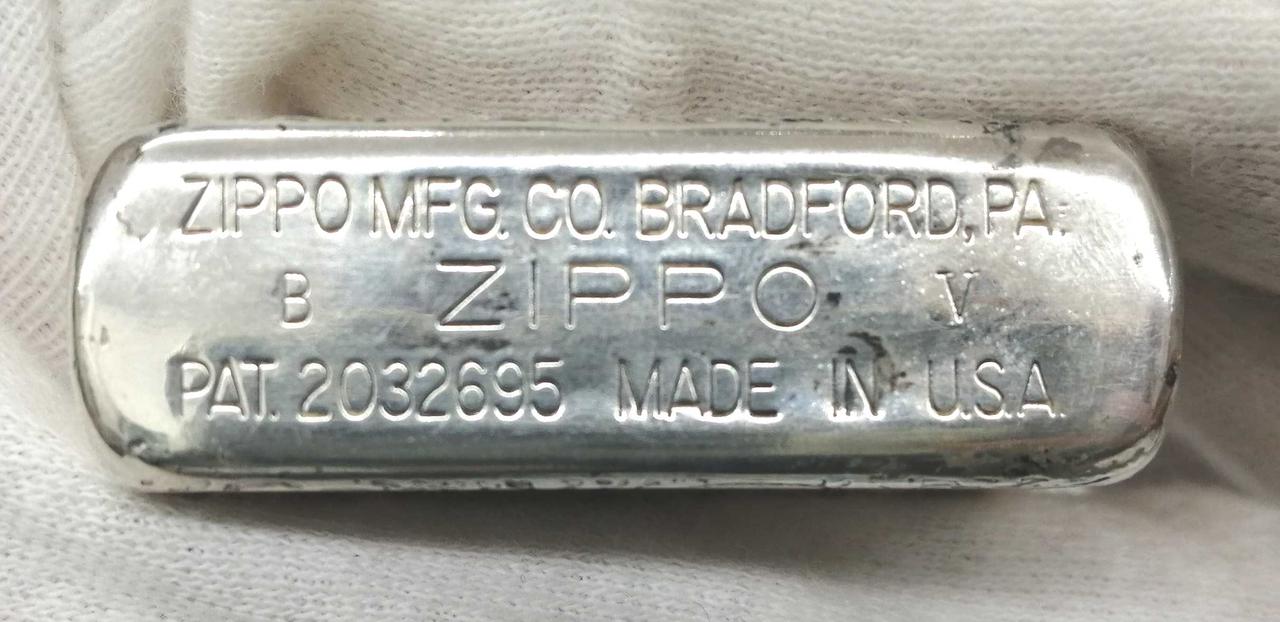 ZIPPO MFG. CO. BRADFORD, PA.
B ZIPPO V
PAT. 2032695 MADE IN U.S.A.